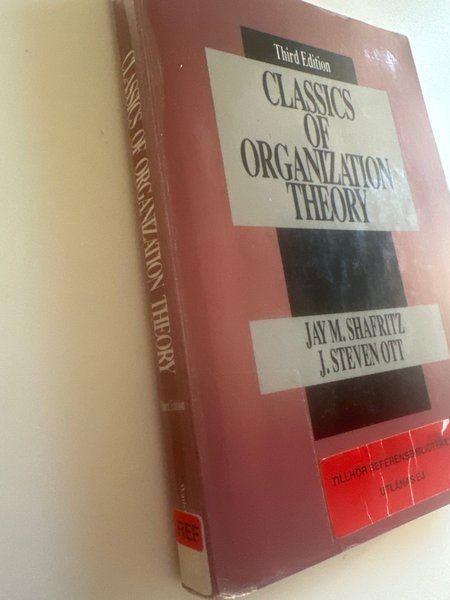 Third Edition
CLASSICS
OF
ORGANIZATION
THEORY
JAY M. SHAFRITZ
J. STEVEN OTT
TILLHÖR REFERENSBIBLIOTEK
UTLÅNAS EJ
CLASSICS OF ORGANIZATION THEORY
Third Edition
REF